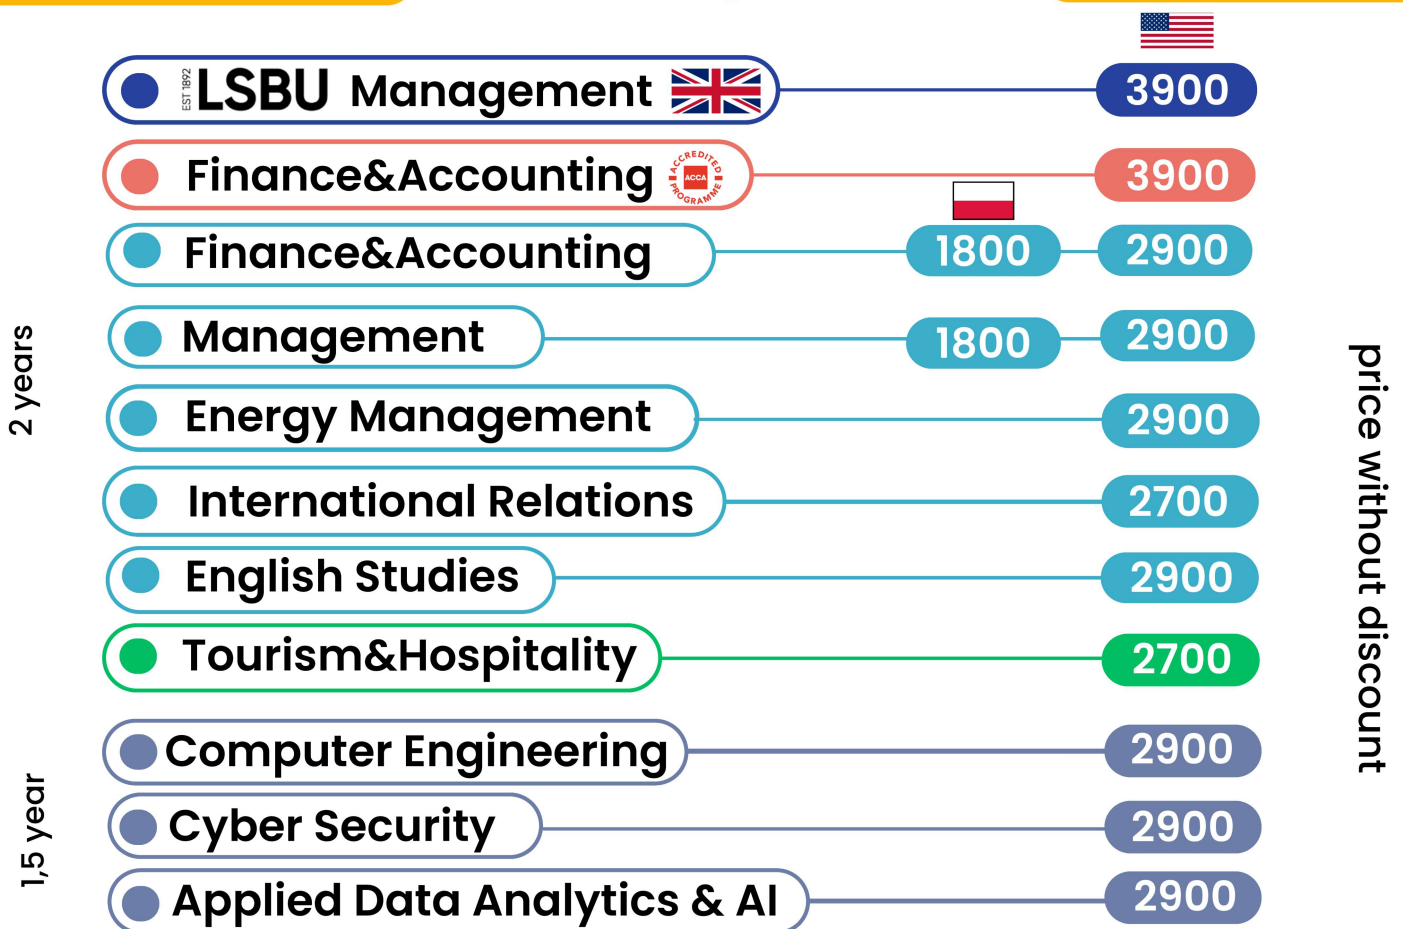 EST 1892 LSBU Management 3900
Finance&Accounting ACCREDITED ACCA PROGRAMME 3900
Finance&Accounting 1800 2900
Management 1800 2900
Energy Management 2900
International Relations 2700
English Studies 2900
Tourism&Hospitality 2700
Computer Engineering 2900
Cyber Security 2900
Applied Data Analytics & AI 2900
2 years
1,5 year
price without discount